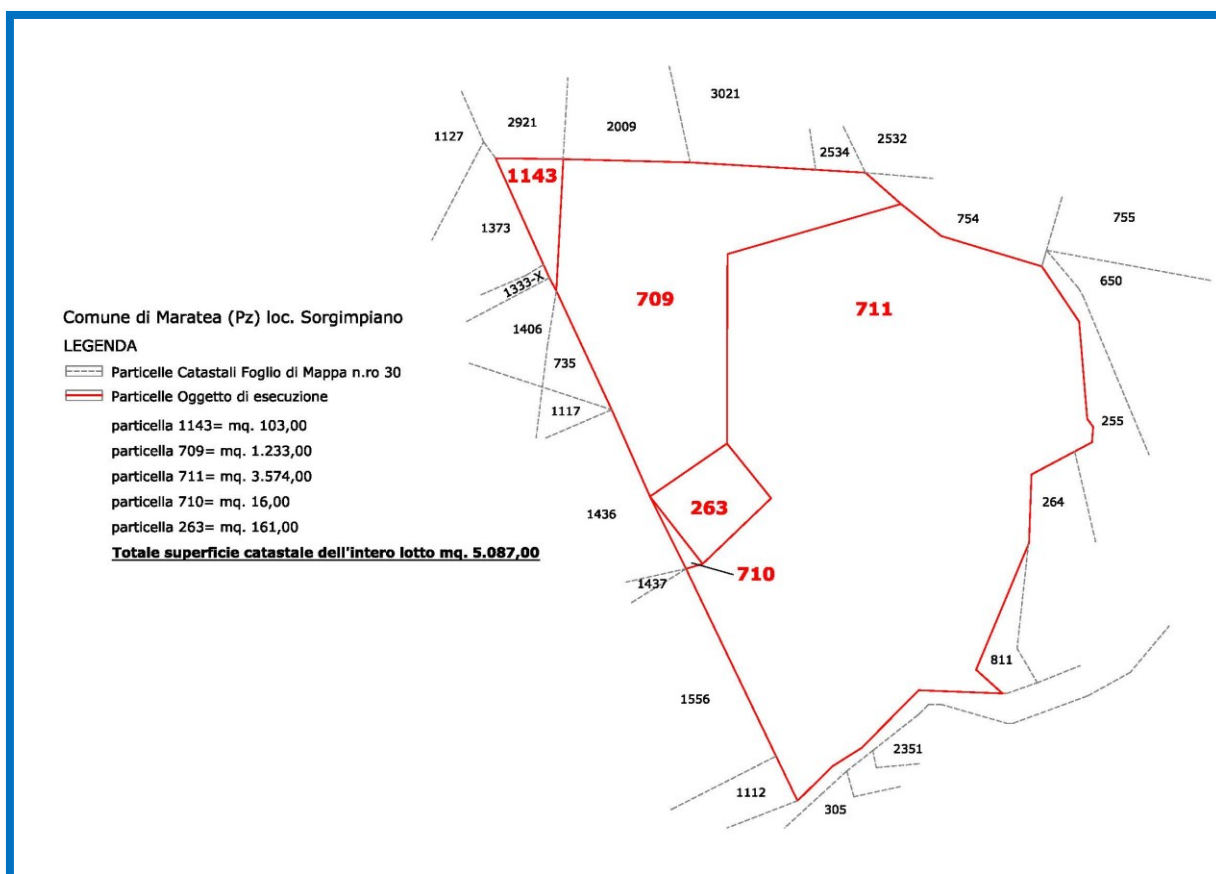 3021
2921
2009
1127
2534
2532
1143
1373
754
755
1333-X
650
709
711
Comune di Maratea (Pz) loc. Sorgimpiano
1406
LEGENDA
735
Particelle Catastali Foglio di Mappa n.ro 30
Particelle Oggetto di esecuzione
1117
255
particella 1143= mq. 103,00
particella 709= mq. 1.233,00
particella 711= mq. 3.574,00
particella 710= mq. 16,00
particella 263= mq. 161,00
Totale superficie catastale dell'intero lotto mq. 5.087,00
264
263
1436
710
1437
811
1556
2351
1112
305